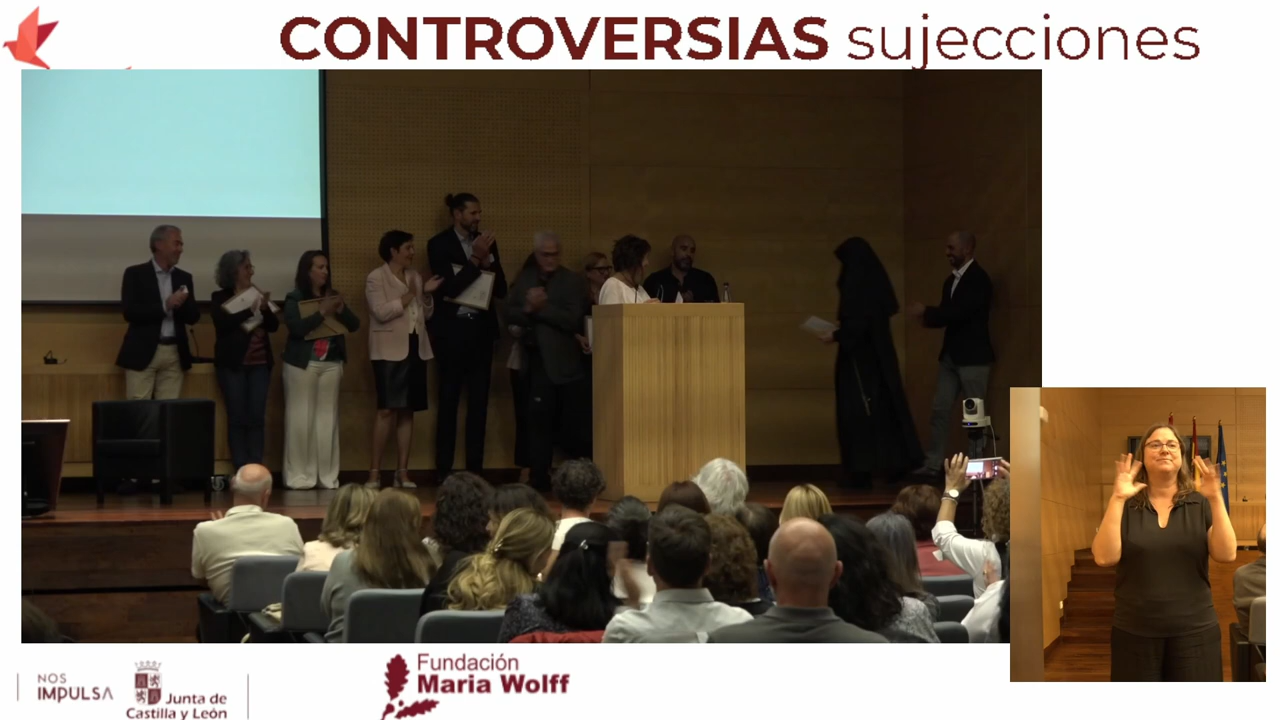 CONTROVERSIAS sujecciones
NOS
IMPULSA
Junta de
Castilla y León
Fundación
Maria Wolff